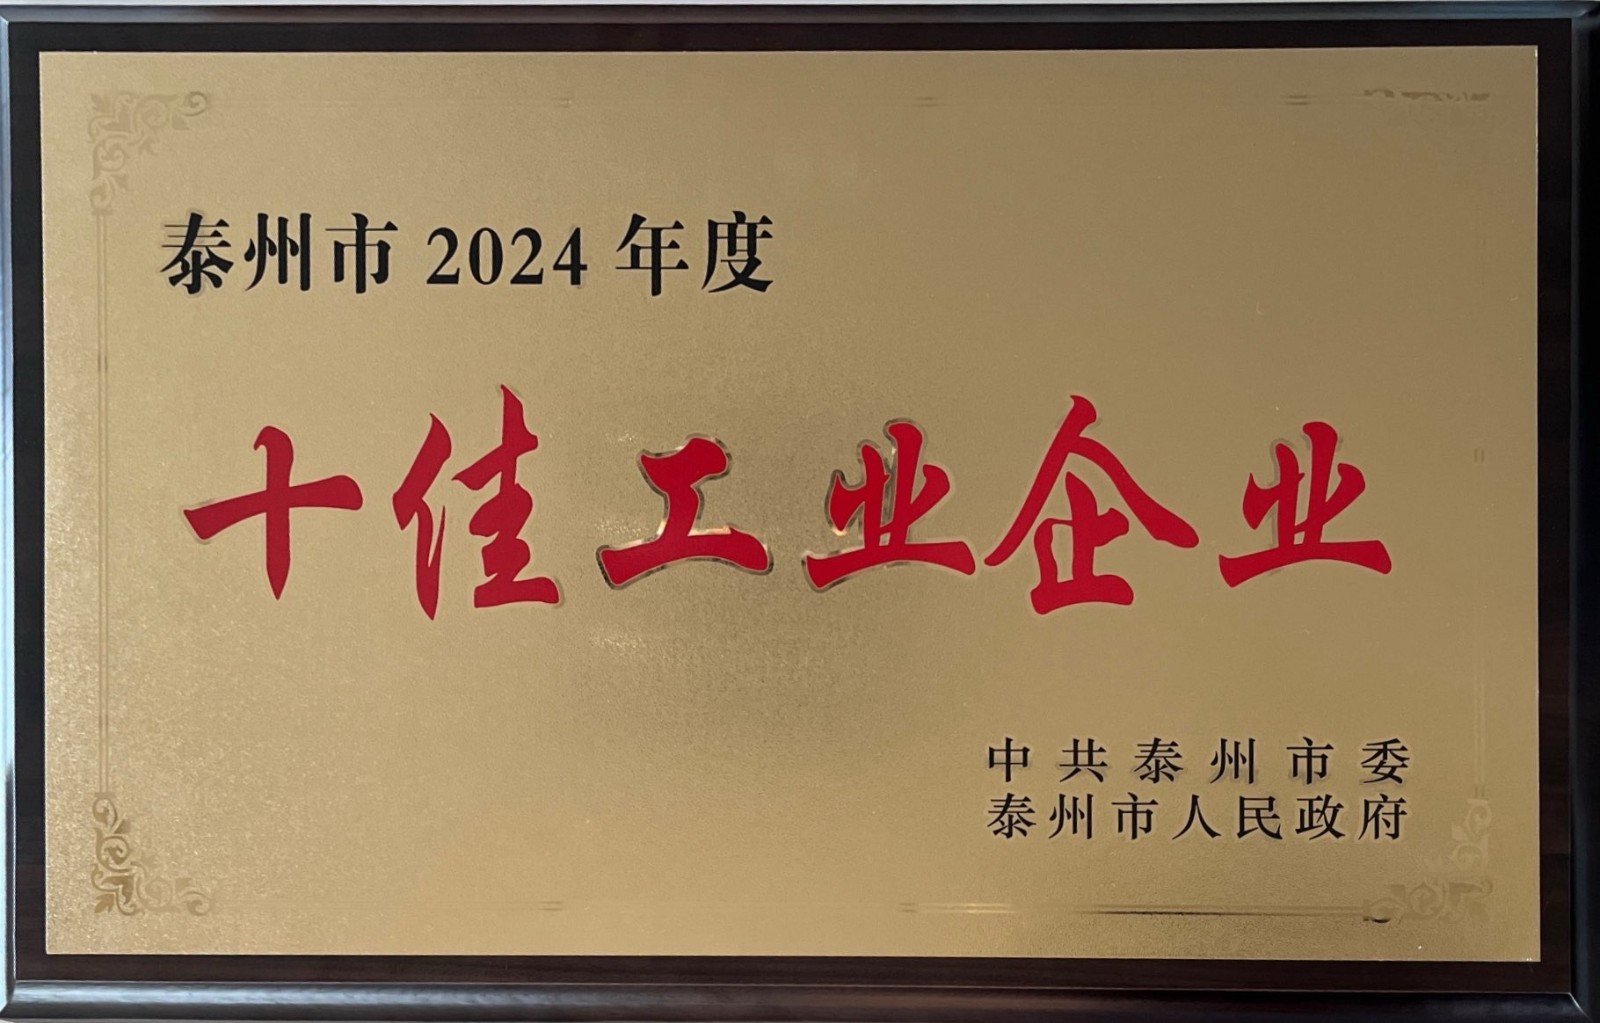 泰州市 2024 年度
十佳工业企业
中共泰州市委
泰州市人民政府